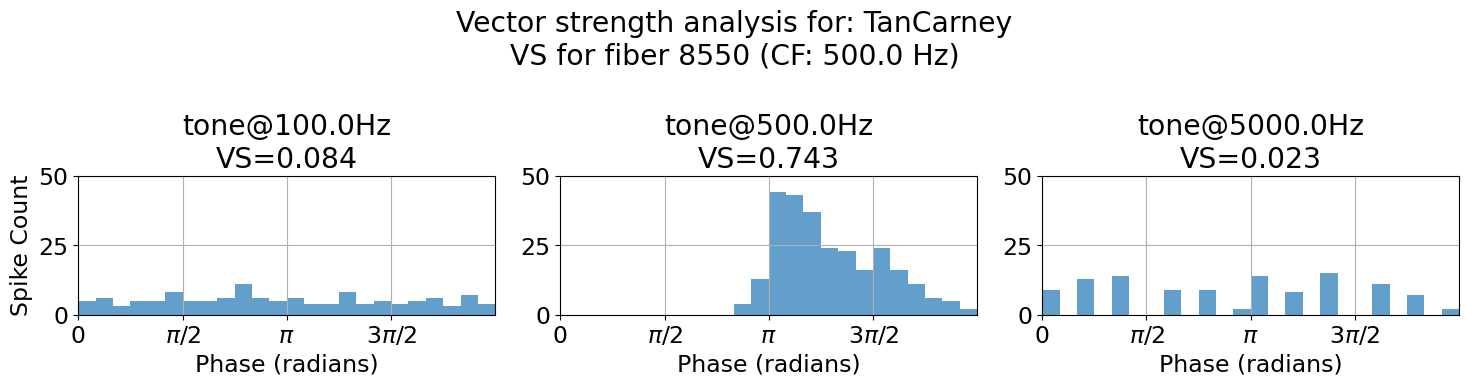 Vector strength analysis for: TanCarney
VS for fiber 8550 (CF: 500.0 Hz)
tone@100.0Hz
VS=0.084
tone@500.0Hz
VS=0.743
tone@5000.0Hz
VS=0.023
Spike Count
50
25
0
0 π/2 π 3π/2
Phase (radians)
50
25
0
0 π/2 π 3π/2
Phase (radians)
50
25
0
0 π/2 π 3π/2
Phase (radians)